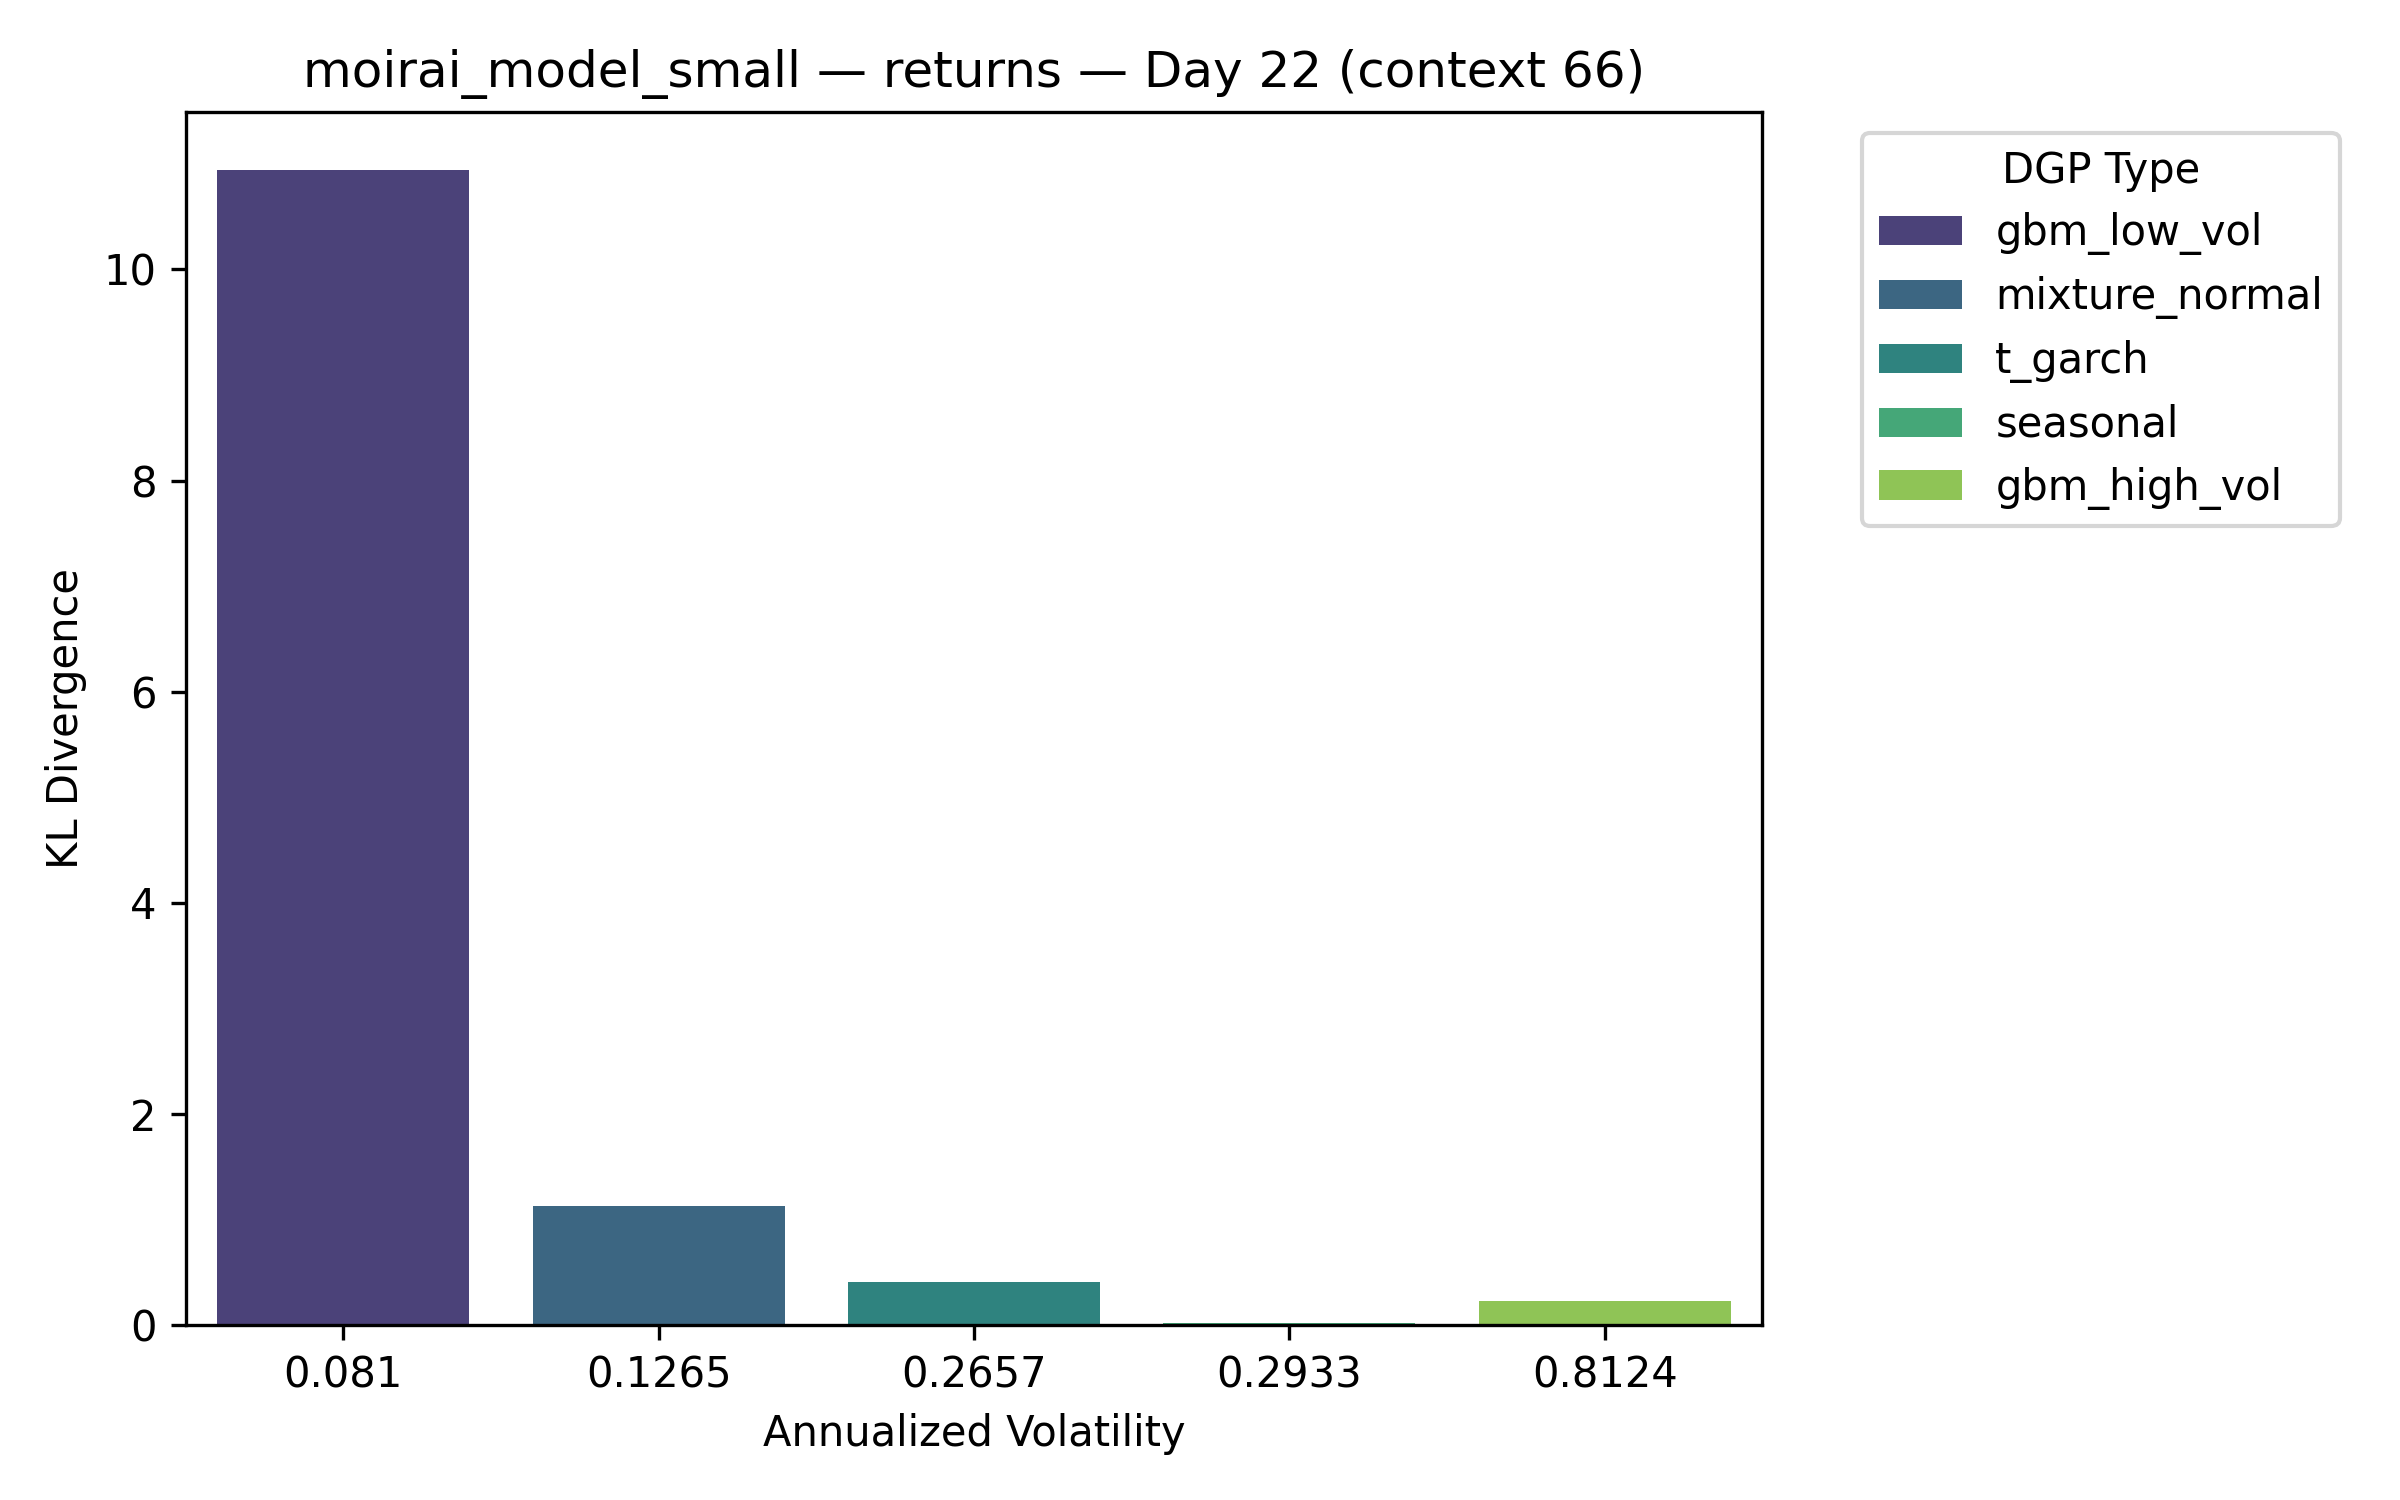 moirai_model_small — returns — Day 22 (context 66)
DGP Type
gbm_low_vol
mixture_normal
t_garch
seasonal
gbm_high_vol
KL Divergence
10
8
6
4
2
0
0.081 0.1265 0.2657 0.2933 0.8124
Annualized Volatility